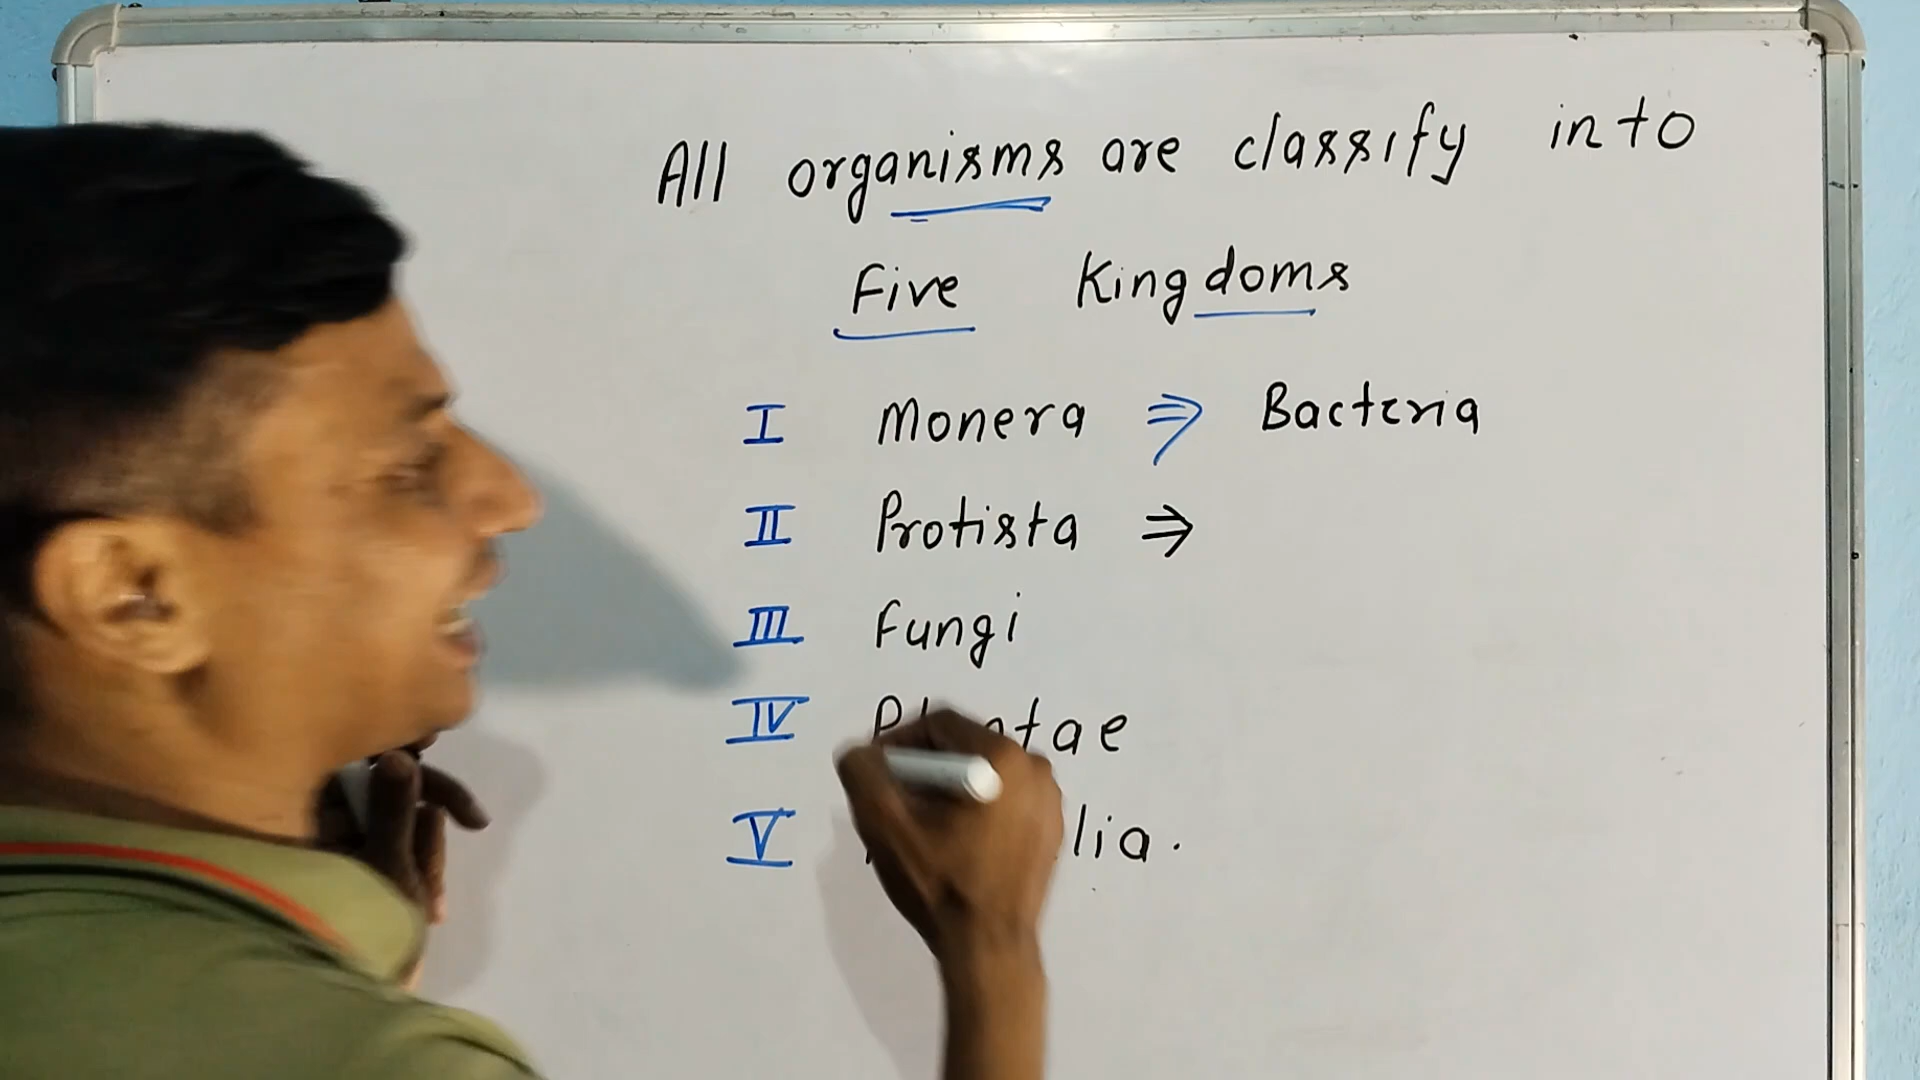 All organisms are classify into
Five Kingdoms
I Monera ⇒ Bacteria
II Protista ⇒
III Fungi
IV
V